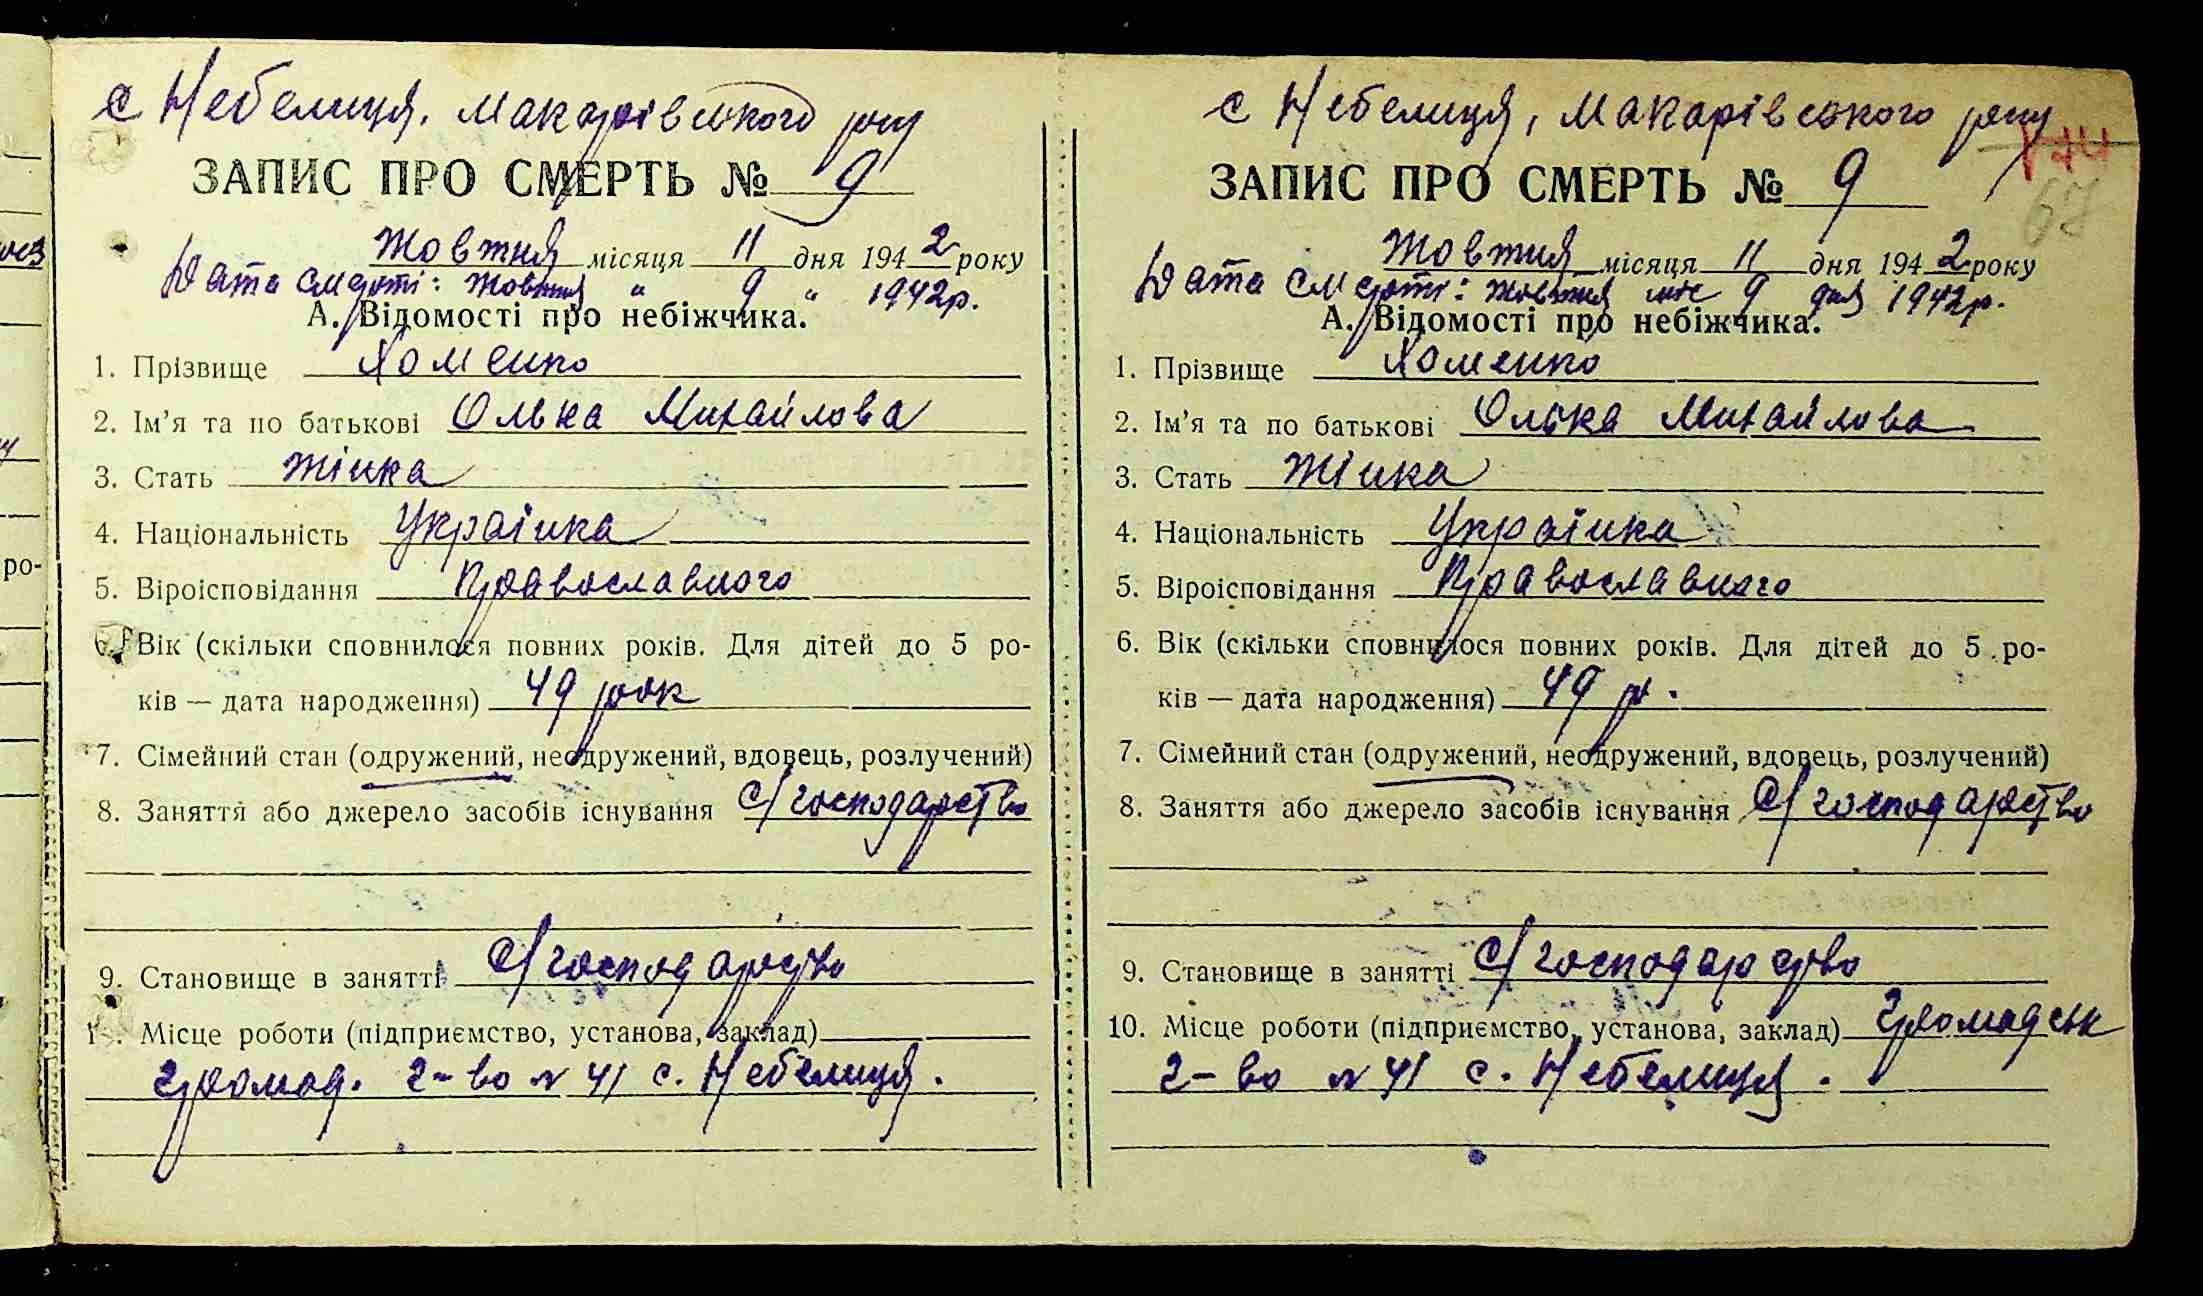 с Небелиця, Макарівського р-ну
ЗАПИС ПРО СМЕРТЬ № 9
Жовтня місяця 11 дня 1942 року
Дата смерти: Жовтня " 9 " 1942 р.
А. Відомості про небіжчика.
1. Прізвище Хоменко
2. Ім'я та по батькові Олька Михайлова
3. Стать Жінка
4. Національність Українка
5. Віроісповідання Православного
6. Вік (скільки сповнилося повних років. Для дітей до 5 ро-
ків — дата народження) 49 рок
7. Сімейний стан (одружений, неодружений, вдовець, розлучений)
8. Заняття або джерело засобів існування с/господарство
9. Становище в занятті с/господарство
10. Місце роботи (підприємство, установа, заклад)
громад. г-во № 41 с. Небелиця.
с Небелиця, Макарівського р-ну
ЗАПИС ПРО СМЕРТЬ № 9
67
Жовтня місяця 11 дня 1942 року
Дата смерти: Жовтня міс 9 дня 1942 р.
А. Відомості про небіжчика.
1. Прізвище Хоменко
2. Ім'я та по батькові Олька Михайлова
3. Стать Жінка
4. Національність Українка
5. Віроісповідання Православного
6. Вік (скільки сповнилося повних років. Для дітей до 5 ро-
ків — дата народження) 49 р.
7. Сімейний стан (одружений, неодружений, вдовець, розлучений)
8. Заняття або джерело засобів існування с/господарство
9. Становище в занятті с/господарство
10. Місце роботи (підприємство, установа, заклад) громадськ
г-во № 41 с. Небелиця.
ро-